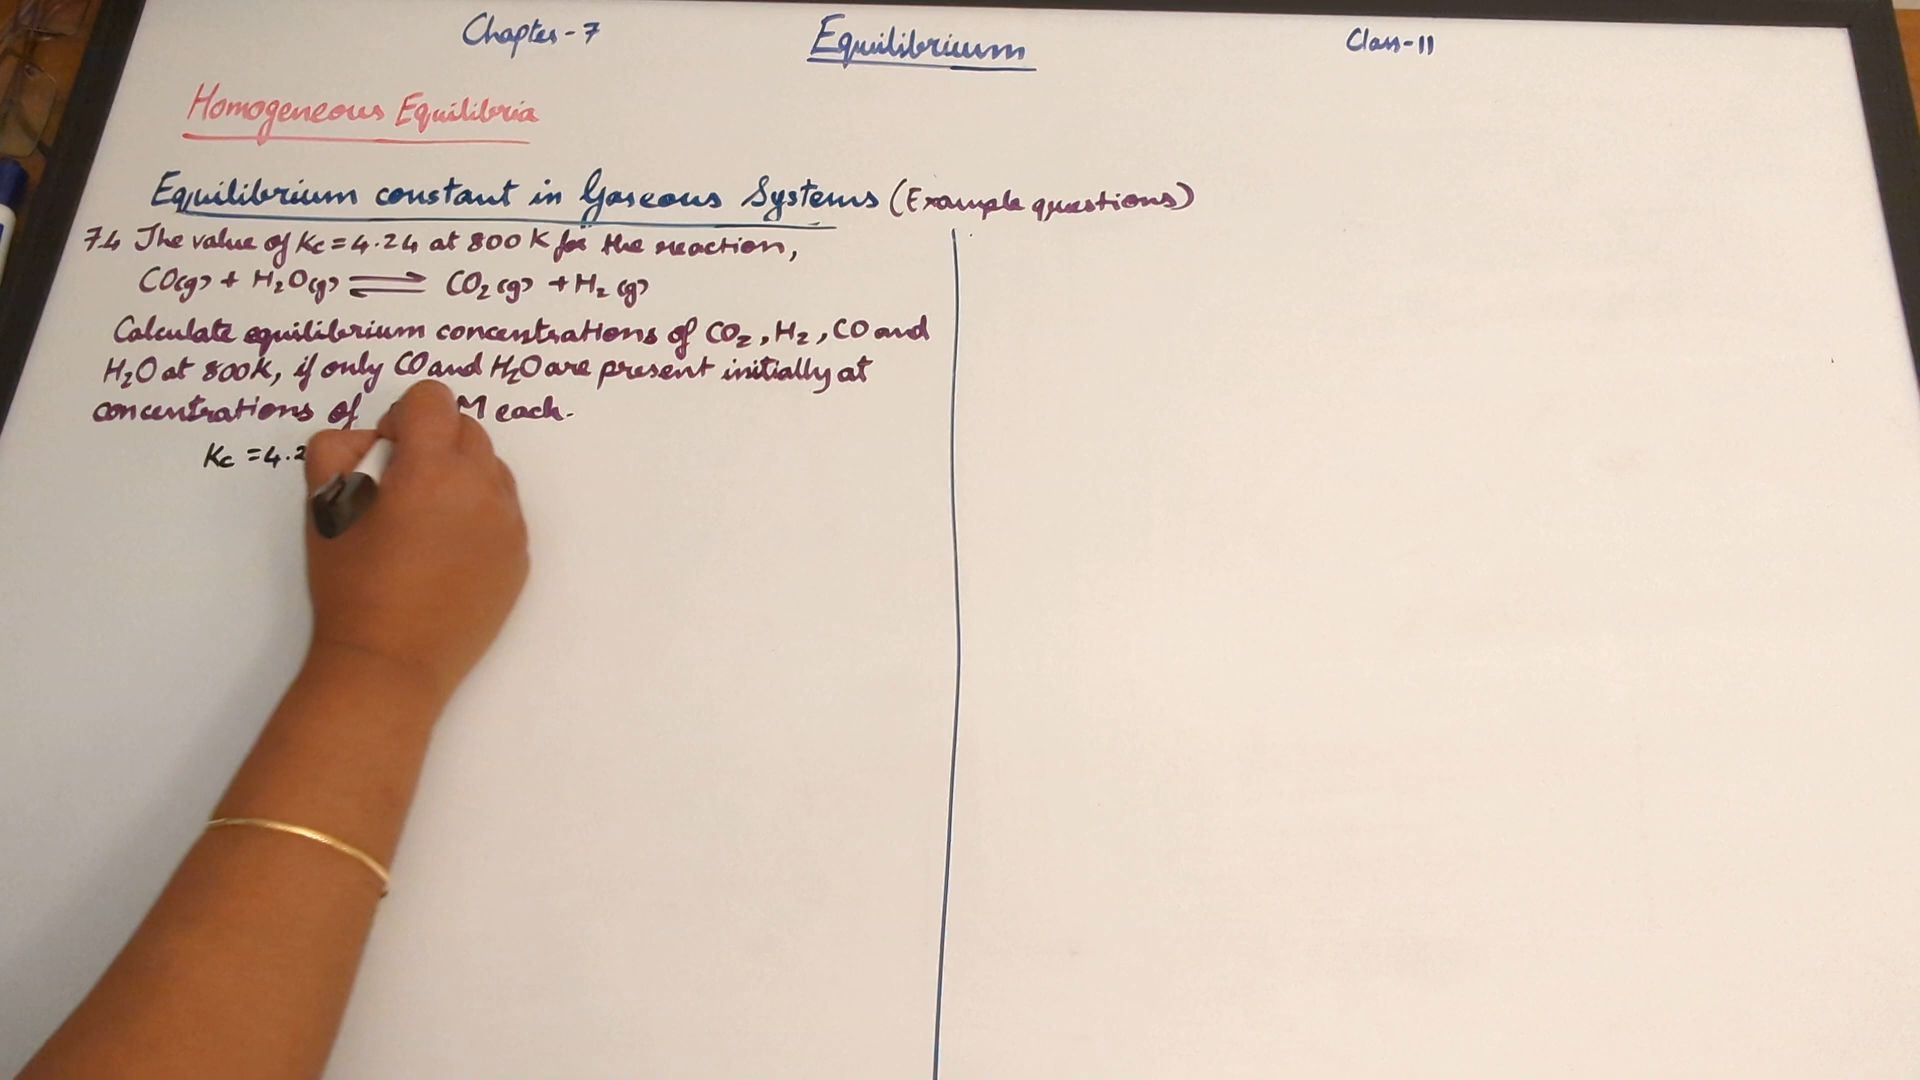 Chapter-7 Equilibrium Class-11
Homogeneous Equilibria
Equilibrium constant in Gaseous Systems (Example questions)
7.4 The value of Kc = 4.24 at 800 K for the reaction,
CO(g) + H₂O(g) ⇌ CO₂(g) + H₂(g)
Calculate equilibrium concentrations of CO₂, H₂, CO and
H₂O at 800K, if only CO and H₂O are present initially at
concentrations of M each.
Kc = 4.2